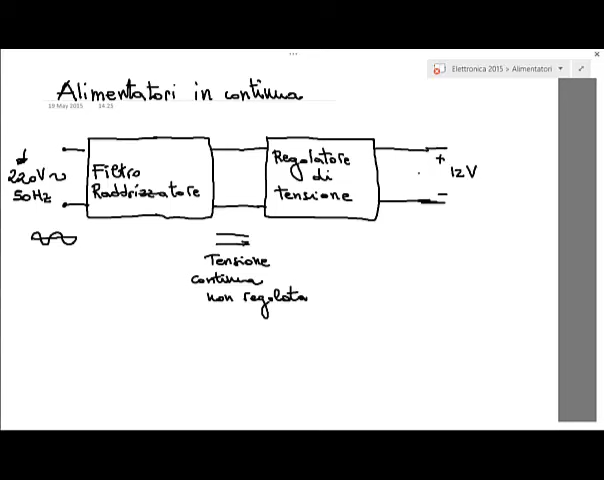 Elettronica 2015 > Alimentatori
Alimentatori in continua
19 May 2015 14:25
220V ~
50Hz
Filtro
Raddrizzatore
Regolatore
di
tensione
+
12V
−
Tensione
continua
non regolata